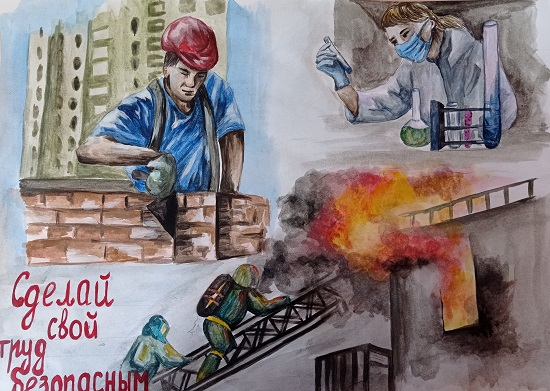 Сделай
свой
труд
безопасным